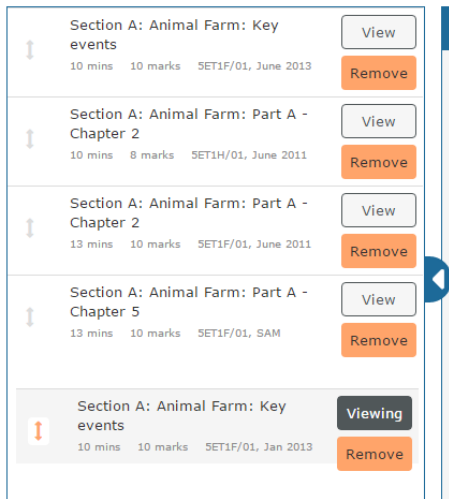 Section A: Animal Farm: Key
events
View
10 mins 10 marks 5ET1F/01, June 2013
Remove
Section A: Animal Farm: Part A -
Chapter 2
View
10 mins 8 marks 5ET1H/01, June 2011
Remove
Section A: Animal Farm: Part A -
Chapter 2
View
13 mins 10 marks 5ET1F/01, June 2011
Remove
Section A: Animal Farm: Part A -
Chapter 5
View
13 mins 10 marks 5ET1F/01, SAM
Remove
Section A: Animal Farm: Key
events
Viewing
10 mins 10 marks 5ET1F/01, Jan 2013
Remove